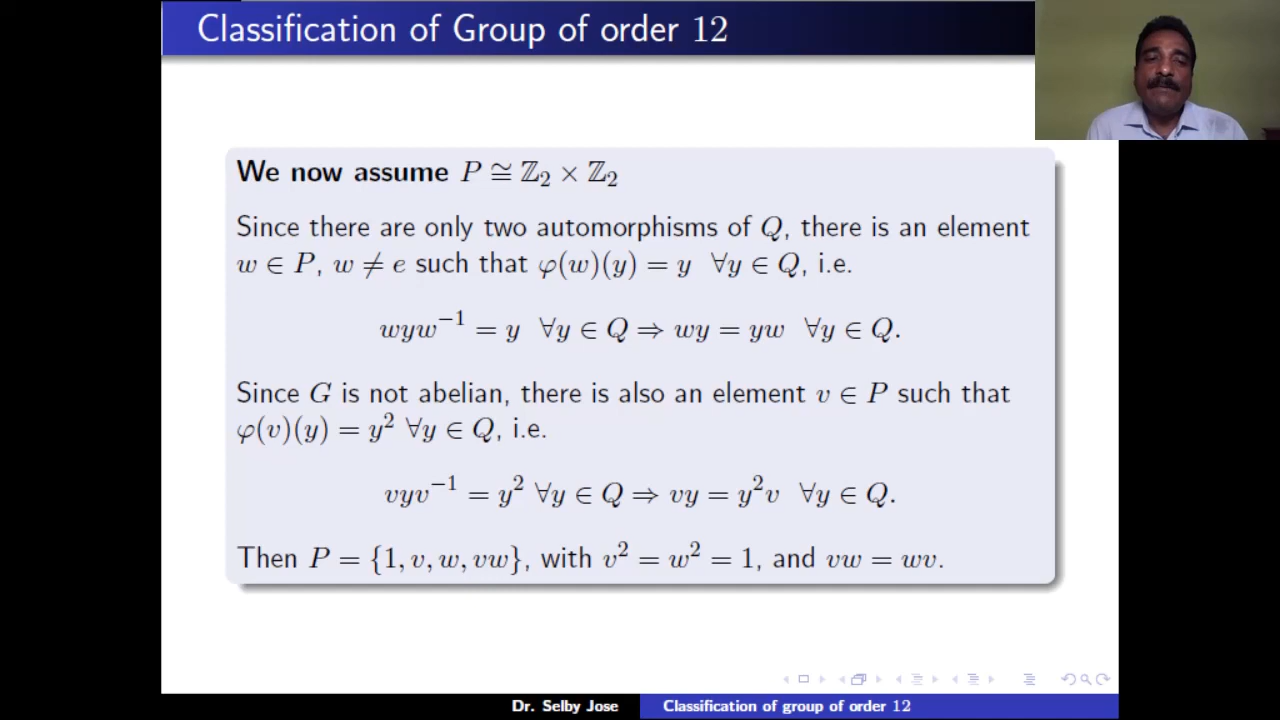 Classification of Group of order 12
We now assume P ≅ ℤ₂ × ℤ₂
Since there are only two automorphisms of Q, there is an element
w ∈ P, w ≠ e such that φ(w)(y) = y ∀y ∈ Q, i.e.
wyw⁻¹ = y ∀y ∈ Q ⇒ wy = yw ∀y ∈ Q.
Since G is not abelian, there is also an element v ∈ P such that
φ(v)(y) = y² ∀y ∈ Q, i.e.
vyv⁻¹ = y² ∀y ∈ Q ⇒ vy = y²v ∀y ∈ Q.
Then P = {1, v, w, vw}, with v² = w² = 1, and vw = wv.
Dr. Selby Jose
Classification of group of order 12